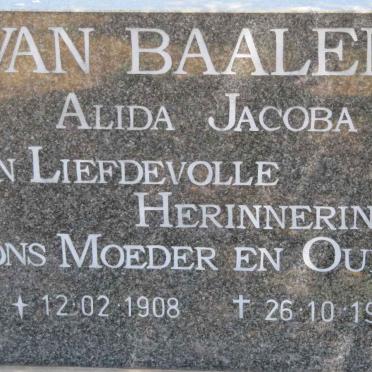 VAN BAALE
ALIDA JACOBA
N LIEFDEVOLLE
HERINNERIN
ONS MOEDER EN OU
* 12·02·1908 † 26·10·19